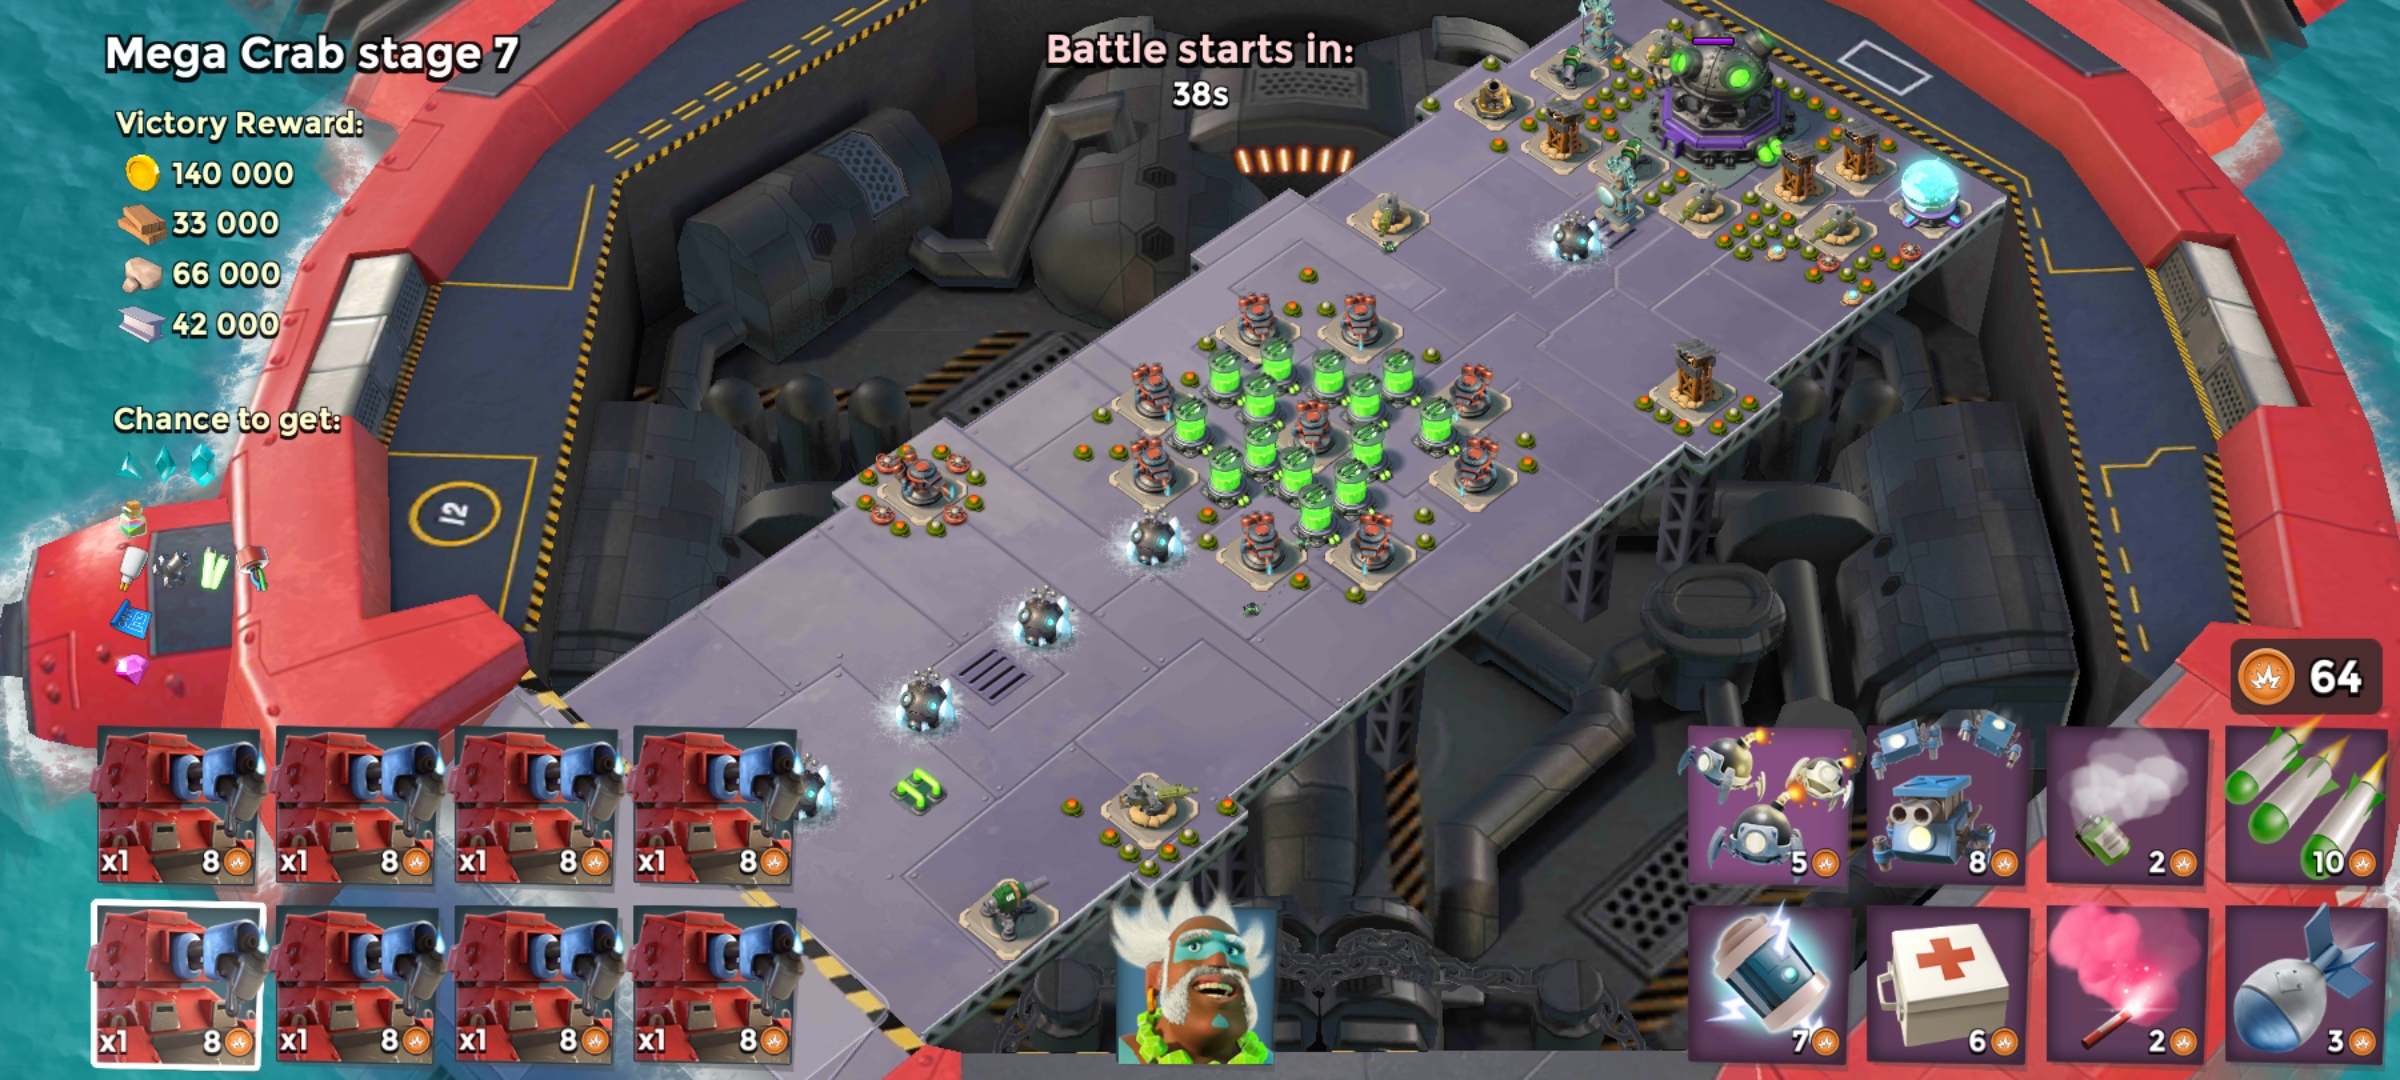 Mega Crab stage 7
Battle starts in:
38s
Victory Reward:
140 000
33 000
66 000
42 000
Chance to get:
12
64
x1 8
x1 8
x1 8
x1 8
5
8
2
10
x1 8
x1 8
x1 8
x1 8
7
6
2
3